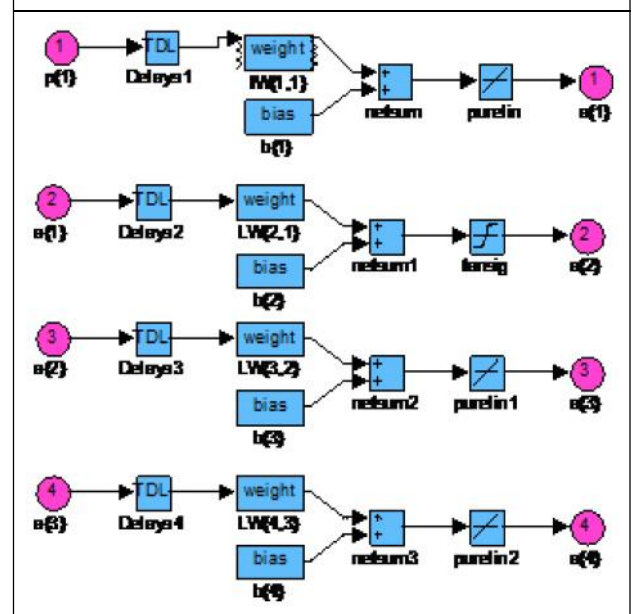 1 TDL weight + + 1
p{1} Delays1 IW{1,1} netsum purelin a{1}
bias
b{1}
2 TDL weight + + 2
a{1} Delays2 LW{2,1} netsum1 tansig a{2}
bias
b{2}
3 TDL weight + + 3
a{2} Delays3 LW{3,2} netsum2 purelin1 a{3}
bias
b{3}
4 TDL weight + + 4
a{3} Delays4 LW{4,3} netsum3 purelin2 a{4}
bias
b{4}